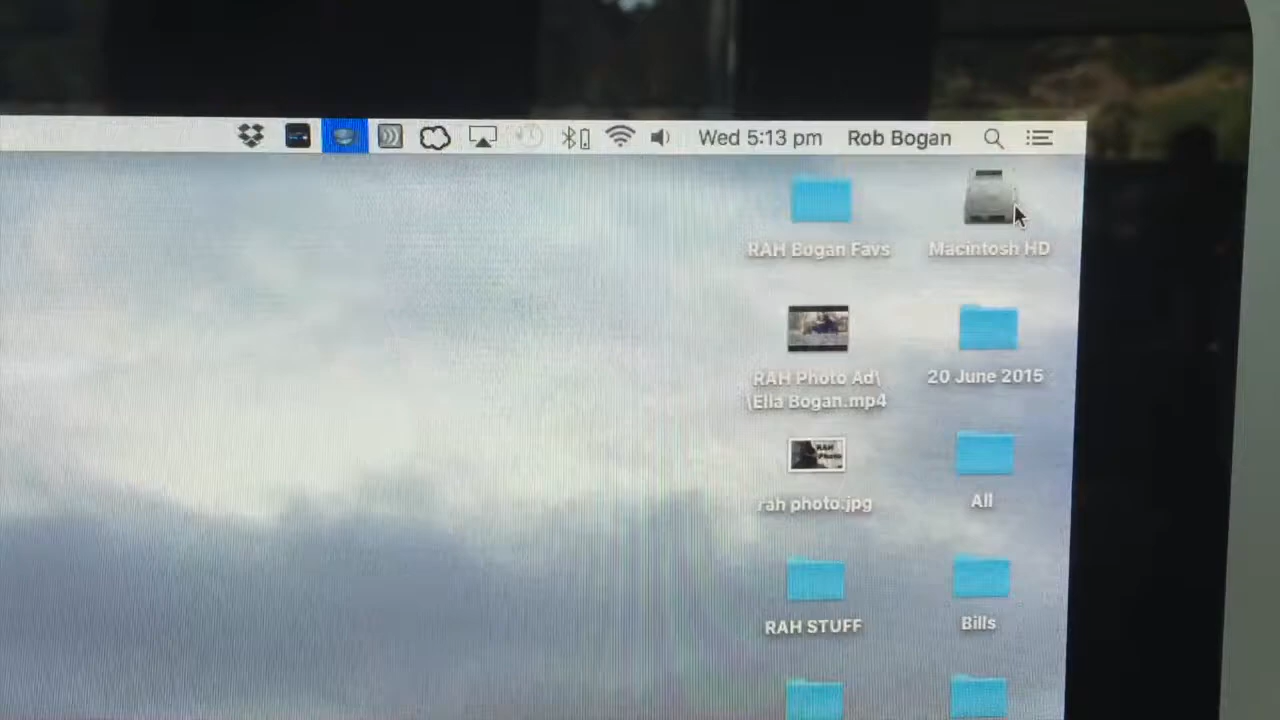 Wed 5:13 pm Rob Bogan
RAH Bogan Favs
Macintosh HD
RAH Photo Ad\
\Ella Bogan.mp4
20 June 2015
rah photo.jpg
All
RAH STUFF
Bills